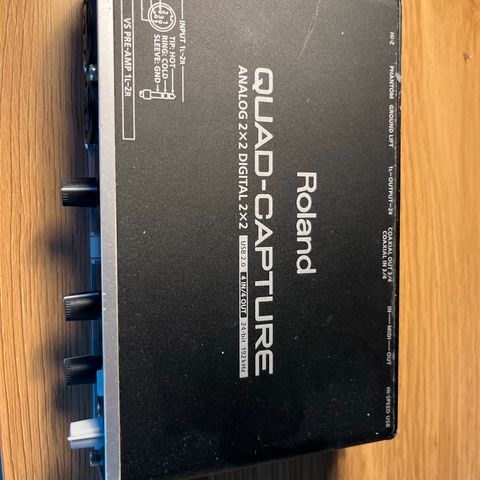 HI-Z
PHANTOM
GROUND LIFT
1L-OUTPUT-2R
COAXIAL OUT 3/4
COAXIAL IN 3/4
IN
MIDI
OUT
HI-SPEED USB
Roland
QUAD-CAPTURE
ANALOG 2×2 DIGITAL 2×2
USB 2.0
4 IN/4 OUT
24-bit 192kHz
INPUT 1L-2R
TIP: HOT
RING: COLD
SLEEVE: GND
VS PRE-AMP 1L-2R